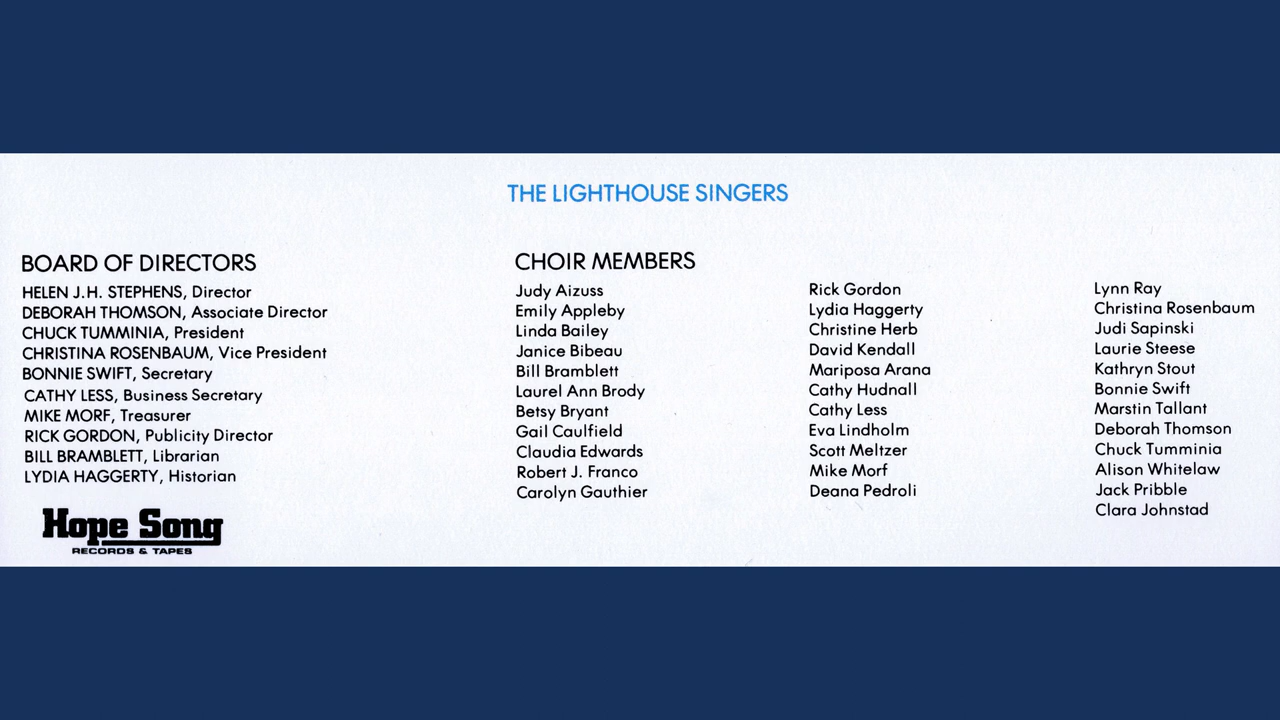 THE LIGHTHOUSE SINGERS
BOARD OF DIRECTORS
HELEN J.H. STEPHENS, Director
DEBORAH THOMSON, Associate Director
CHUCK TUMMINIA, President
CHRISTINA ROSENBAUM, Vice President
BONNIE SWIFT, Secretary
CATHY LESS, Business Secretary
MIKE MORF, Treasurer
RICK GORDON, Publicity Director
BILL BRAMBLETT, Librarian
LYDIA HAGGERTY, Historian
Hope Song
RECORDS & TAPES
CHOIR MEMBERS
Judy Aizuss
Emily Appleby
Linda Bailey
Janice Bibeau
Bill Bramblett
Laurel Ann Brody
Betsy Bryant
Gail Caulfield
Claudia Edwards
Robert J. Franco
Carolyn Gauthier
Rick Gordon
Lydia Haggerty
Christine Herb
David Kendall
Mariposa Arana
Cathy Hudnall
Cathy Less
Eva Lindholm
Scott Meltzer
Mike Morf
Deana Pedroli
Lynn Ray
Christina Rosenbaum
Judi Sapinski
Laurie Steese
Kathryn Stout
Bonnie Swift
Marstin Tallant
Deborah Thomson
Chuck Tumminia
Alison Whitelaw
Jack Pribble
Clara Johnstad